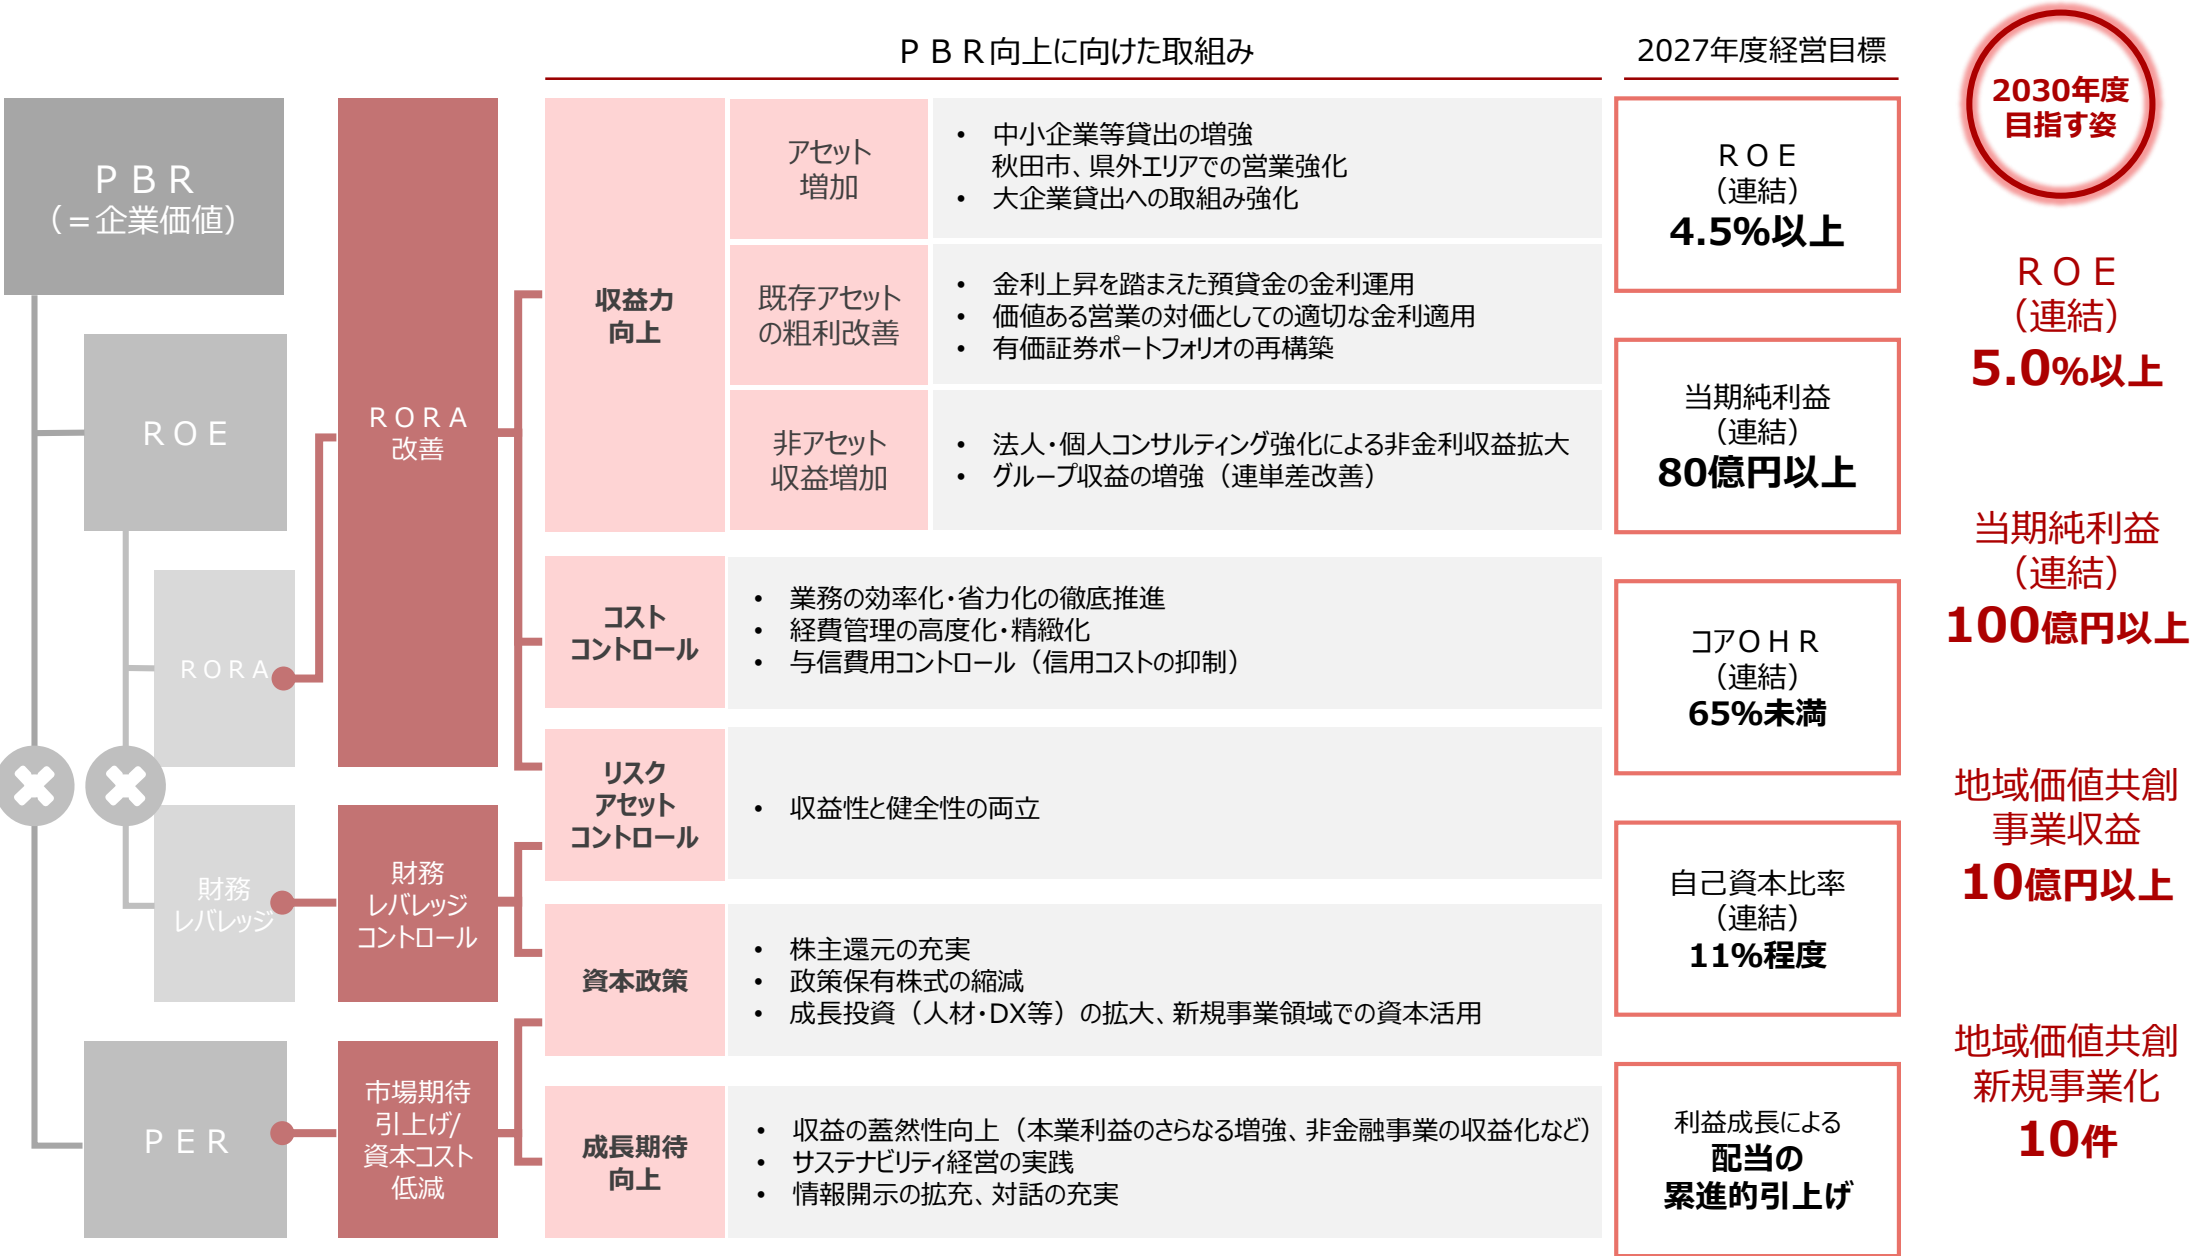 ＰＢＲ向上に向けた取組み
2027年度経営目標
2030年度
目指す姿
ＰＢＲ
（＝企業価値）
ＲＯＥ
ＲＯＲＡ
財務
レバレッジ
ＰＥＲ
ＲＯＲＡ
改善
財務
レバレッジ
コントロール
市場期待
引上げ/
資本コスト
低減
収益力
向上
アセット
増加
• 中小企業等貸出の増強
秋田市、県外エリアでの営業強化
• 大企業貸出への取組み強化
既存アセット
の粗利改善
• 金利上昇を踏まえた預貸金の金利運用
• 価値ある営業の対価としての適切な金利適用
• 有価証券ポートフォリオの再構築
非アセット
収益増加
• 法人・個人コンサルティング強化による非金利収益拡大
• グループ収益の増強（連単差改善）
コスト
コントロール
• 業務の効率化・省力化の徹底推進
• 経費管理の高度化・精緻化
• 与信費用コントロール（信用コストの抑制）
リスク
アセット
コントロール
• 収益性と健全性の両立
資本政策
• 株主還元の充実
• 政策保有株式の縮減
• 成長投資（人材・DX等）の拡大、新規事業領域での資本活用
成長期待
向上
• 収益の蓋然性向上（本業利益のさらなる増強、非金融事業の収益化など）
• サステナビリティ経営の実践
• 情報開示の拡充、対話の充実
ＲＯＥ
（連結）
4.5%以上
当期純利益
（連結）
80億円以上
コアＯＨＲ
（連結）
65%未満
自己資本比率
（連結）
11%程度
利益成長による
配当の
累進的引上げ
ＲＯＥ
（連結）
5.0%以上
当期純利益
（連結）
100億円以上
地域価値共創
事業収益
10億円以上
地域価値共創
新規事業化
10件